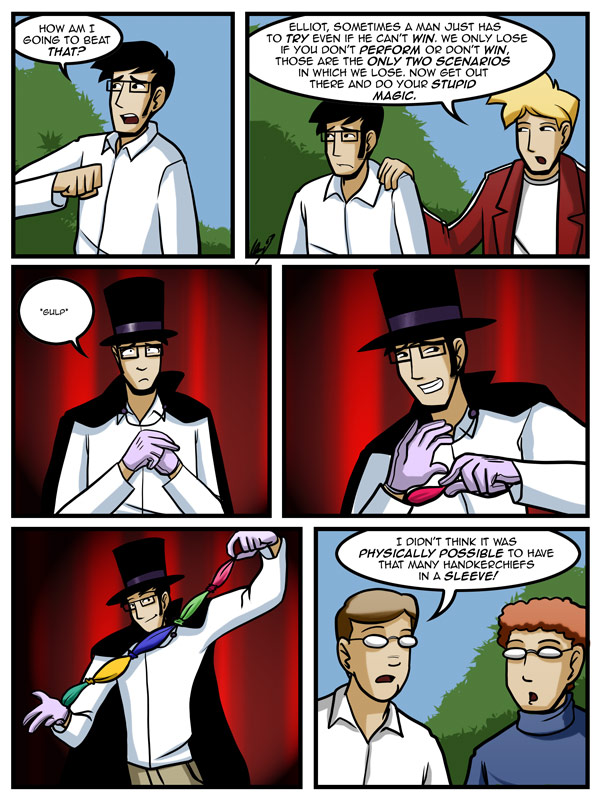 HOW AM I
GOING TO BEAT
THAT?
ELLIOT, SOMETIMES A MAN JUST HAS
TO TRY EVEN IF HE CAN'T WIN. WE ONLY LOSE
IF YOU DON'T PERFORM OR DON'T WIN,
THOSE ARE THE ONLY TWO SCENARIOS
IN WHICH WE LOSE. NOW GET OUT
THERE AND DO YOUR STUPID
MAGIC.
*GULP*
I DIDN'T THINK IT WAS
PHYSICALLY POSSIBLE TO HAVE
THAT MANY HANDKERCHIEFS
IN A SLEEVE!